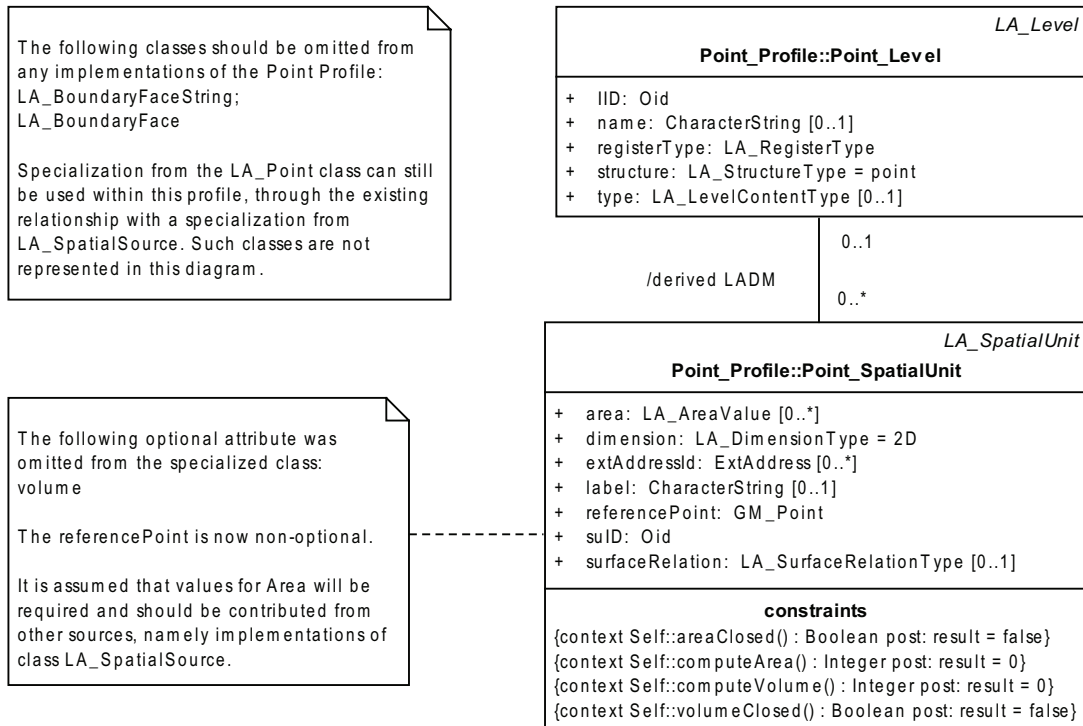 The following classes should be omitted from
any implementations of the Point Profile:
LA_BoundaryFaceString;
LA_BoundaryFace
Specialization from the LA_Point class can still
be used within this profile, through the existing
relationship with a specialization from
LA_SpatialSource. Such classes are not
represented in this diagram.
LA_Level
Point_Profile::Point_Level
+ lID: Oid
+ name: CharacterString [0..1]
+ registerType: LA_RegisterType
+ structure: LA_StructureType = point
+ type: LA_LevelContentType [0..1]
0..1
/derived LADM
0..*
The following optional attribute was
omitted from the specialized class:
volume
The referencePoint is now non-optional.
It is assumed that values for Area will be
required and should be contributed from
other sources, namely implementations of
class LA_SpatialSource.
LA_SpatialUnit
Point_Profile::Point_SpatialUnit
+ area: LA_AreaValue [0..*]
+ dimension: LA_DimensionType = 2D
+ extAddressId: ExtAddress [0..*]
+ label: CharacterString [0..1]
+ referencePoint: GM_Point
+ suID: Oid
+ surfaceRelation: LA_SurfaceRelationType [0..1]
constraints
{context Self::areaClosed() : Boolean post: result = false}
{context Self::computeArea() : Integer post: result = 0}
{context Self::computeVolume() : Integer post: result = 0}
{context Self::volumeClosed() : Boolean post: result = false}